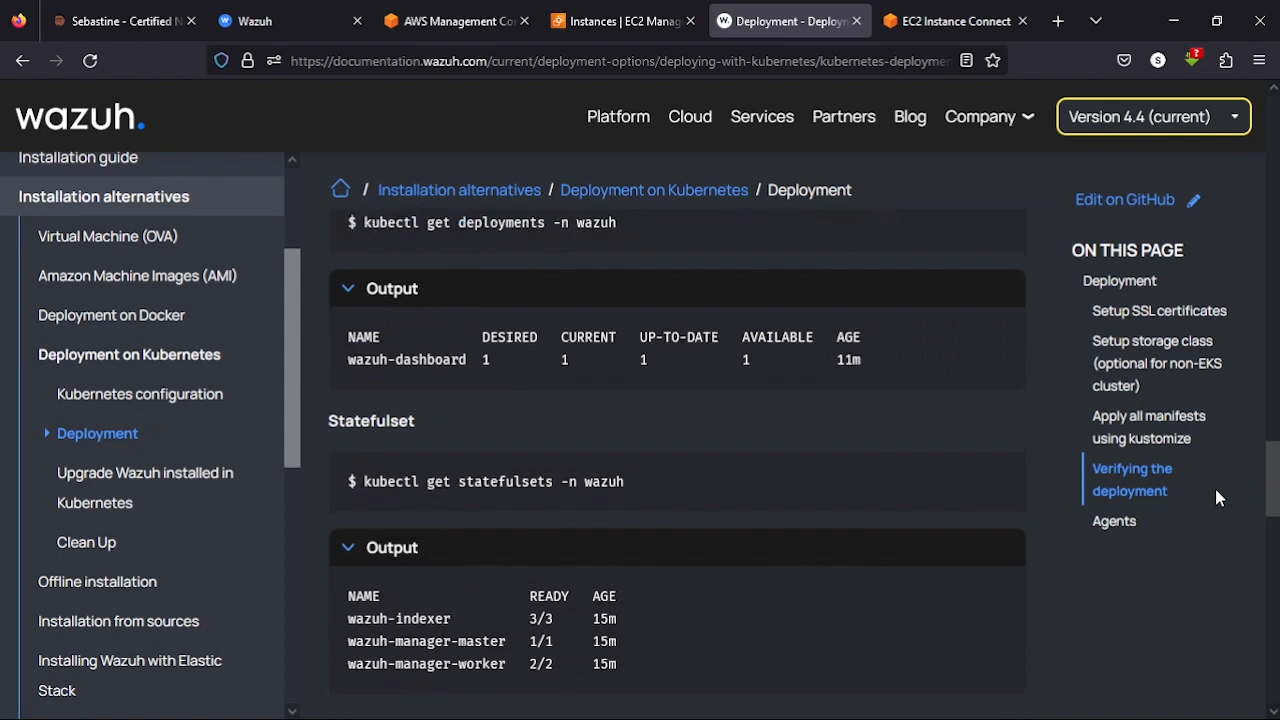 Sebastine - Certified N
Wazuh
AWS Management Co
Instances | EC2 Manag
Deployment - Deploym
EC2 Instance Connect
https://documentation.wazuh.com/current/deployment-options/deploying-with-kubernetes/kubernetes-deploymen
S
?
wazuh.
Platform
Cloud
Services
Partners
Blog
Company
Version 4.4 (current)
Installation guide
Installation alternatives
Virtual Machine (OVA)
Amazon Machine Images (AMI)
Deployment on Docker
Deployment on Kubernetes
Kubernetes configuration
Deployment
Upgrade Wazuh installed in
Kubernetes
Clean Up
Offline installation
Installation from sources
Installing Wazuh with Elastic
Stack
/ Installation alternatives / Deployment on Kubernetes / Deployment
$ kubectl get deployments -n wazuh
Output
NAME DESIRED CURRENT UP-TO-DATE AVAILABLE AGE
wazuh-dashboard 1 1 1 1 11m
Statefulset
$ kubectl get statefulsets -n wazuh
Output
NAME READY AGE
wazuh-indexer 3/3 15m
wazuh-manager-master 1/1 15m
wazuh-manager-worker 2/2 15m
Edit on GitHub
ON THIS PAGE
Deployment
Setup SSL certificates
Setup storage class
(optional for non-EKS
cluster)
Apply all manifests
using kustomize
Verifying the
deployment
Agents